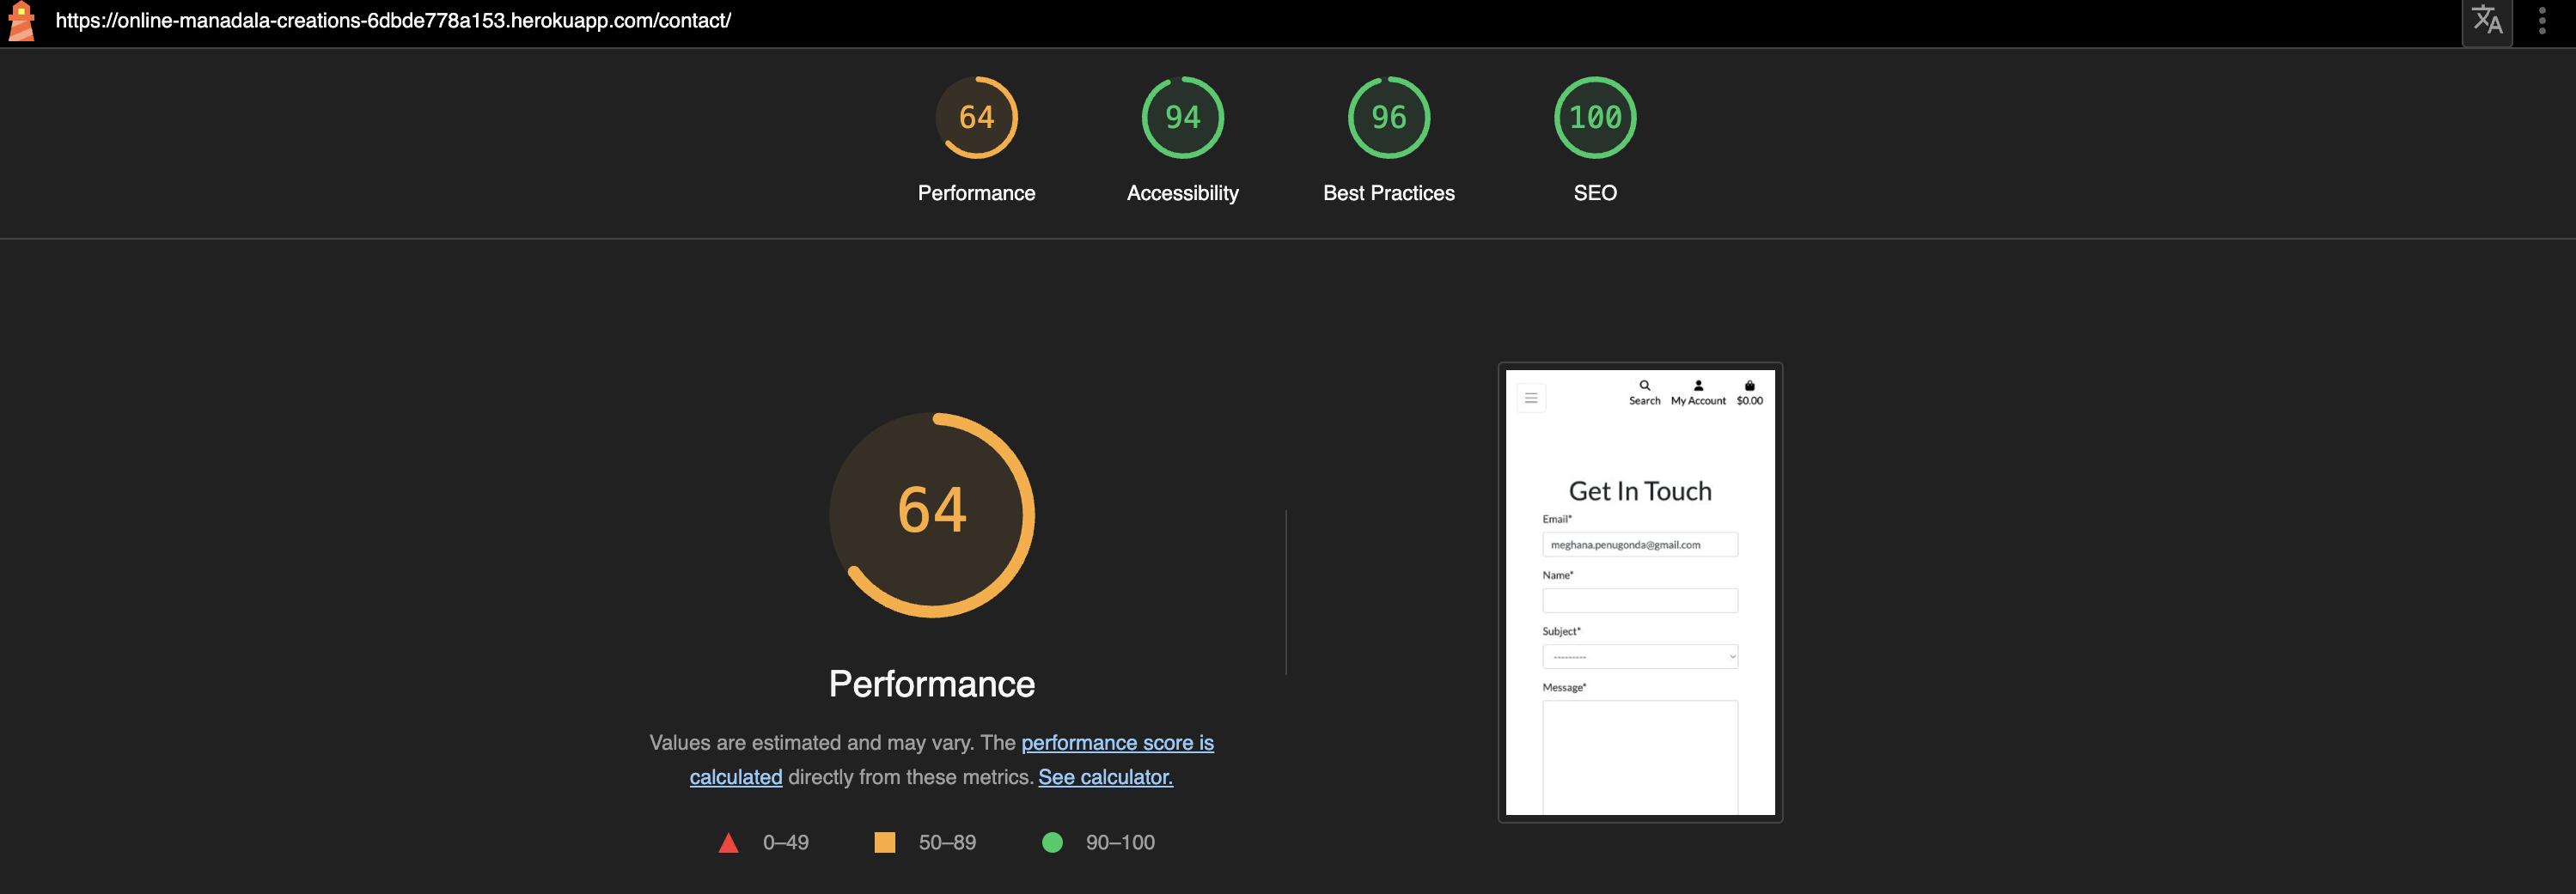 https://online-manadala-creations-6dbde778a153.herokuapp.com/contact/
64
94
96
100
Performance
Accessibility
Best Practices
SEO
64
Performance
Values are estimated and may vary. The performance score is
calculated directly from these metrics. See calculator.
0–49
50–89
90–100
Search
My Account
$0.00
Get In Touch
Email*
meghana.penugonda@gmail.com
Name*
Subject*
---------
Message*